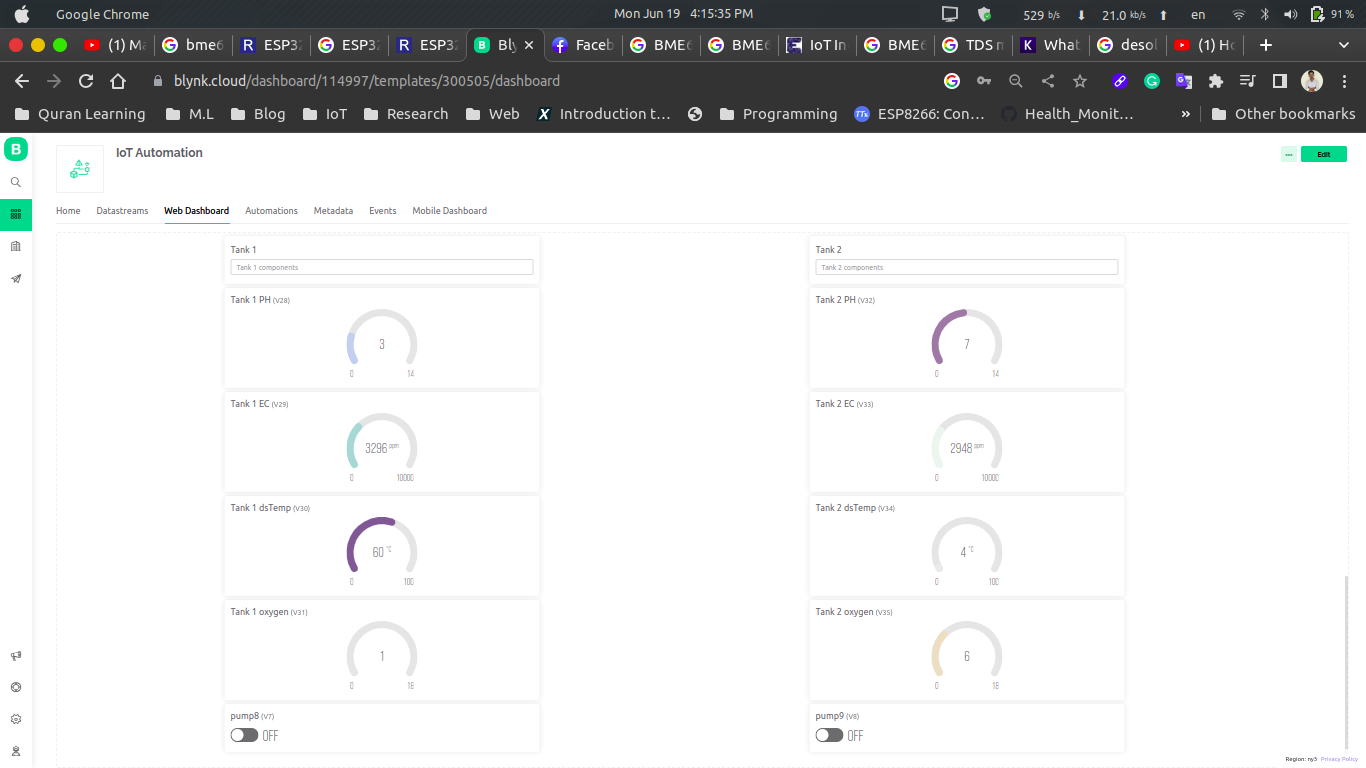 Google Chrome
Mon Jun 19 4:15:35 PM
529 b/s 21.0 kb/s en 91 %
(1) Ma
bme6
ESP32
ESP32
ESP32
Bly
Faceb
BME6
BME6
IoT In
BME6
TDS m
What
desol
(1) Ho
blynk.cloud/dashboard/114997/templates/300505/dashboard
Quran Learning
M.L
Blog
IoT
Research
Web
Introduction t...
Programming
ESP8266: Con...
Health_Monit...
»
Other bookmarks
B
IoT Automation
Edit
Home Datastreams Web Dashboard Automations Metadata Events Mobile Dashboard
Tank 1
Tank 1 components
Tank 2
Tank 2 components
Tank 1 PH (V28)
3
0 14
Tank 2 PH (V32)
7
0 14
Tank 1 EC (V29)
3296 ppm
0 10000
Tank 2 EC (V33)
2948 ppm
0 10000
Tank 1 dsTemp (V30)
60 °C
0 100
Tank 2 dsTemp (V34)
4 °C
0 100
Tank 1 oxygen (V31)
1
0 18
Tank 2 oxygen (V35)
6
0 18
pump8 (V7)
OFF
pump9 (V8)
OFF
Region: ny3 Privacy Policy